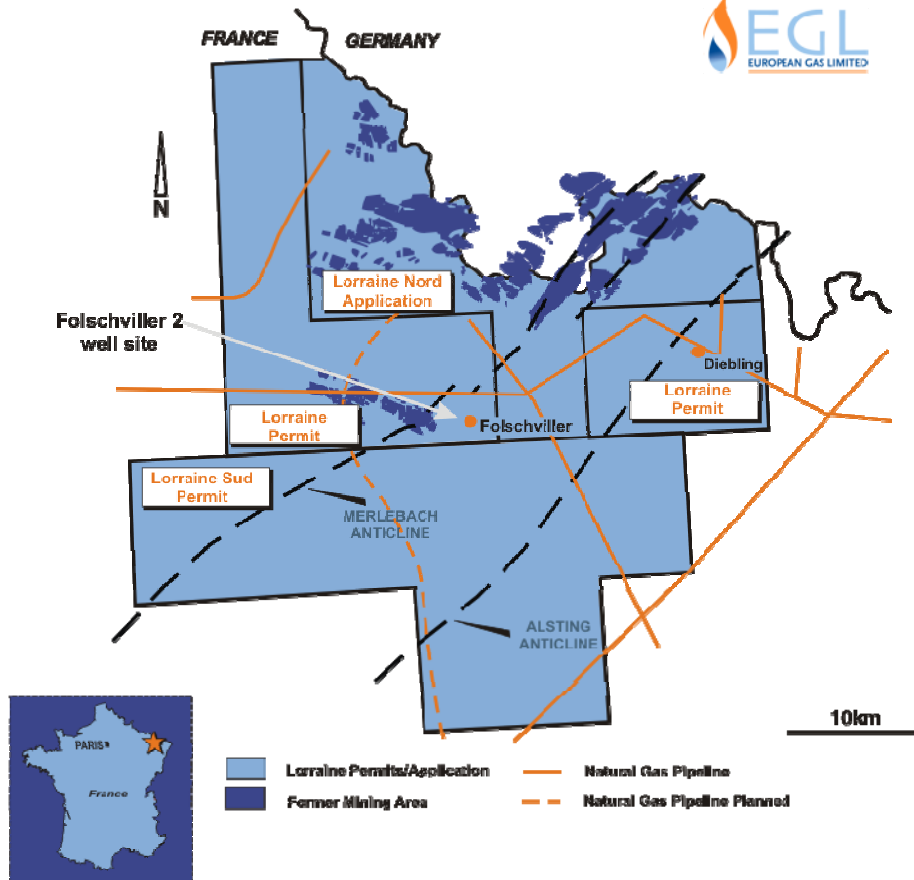 FRANCE GERMANY
EGL
EUROPEAN GAS LIMITED
N
Lorraine Nord
Application
Folschviller 2
well site
Diebling
Lorraine
Permit
Lorraine
Permit
Folschviller
Lorraine Sud
Permit
MERLEBACH
ANTICLINE
ALSTING
ANTICLINE
10km
PARIS
France
Lorraine Permits/Application
Natural Gas Pipeline
Former Mining Area
Natural Gas Pipeline Planned